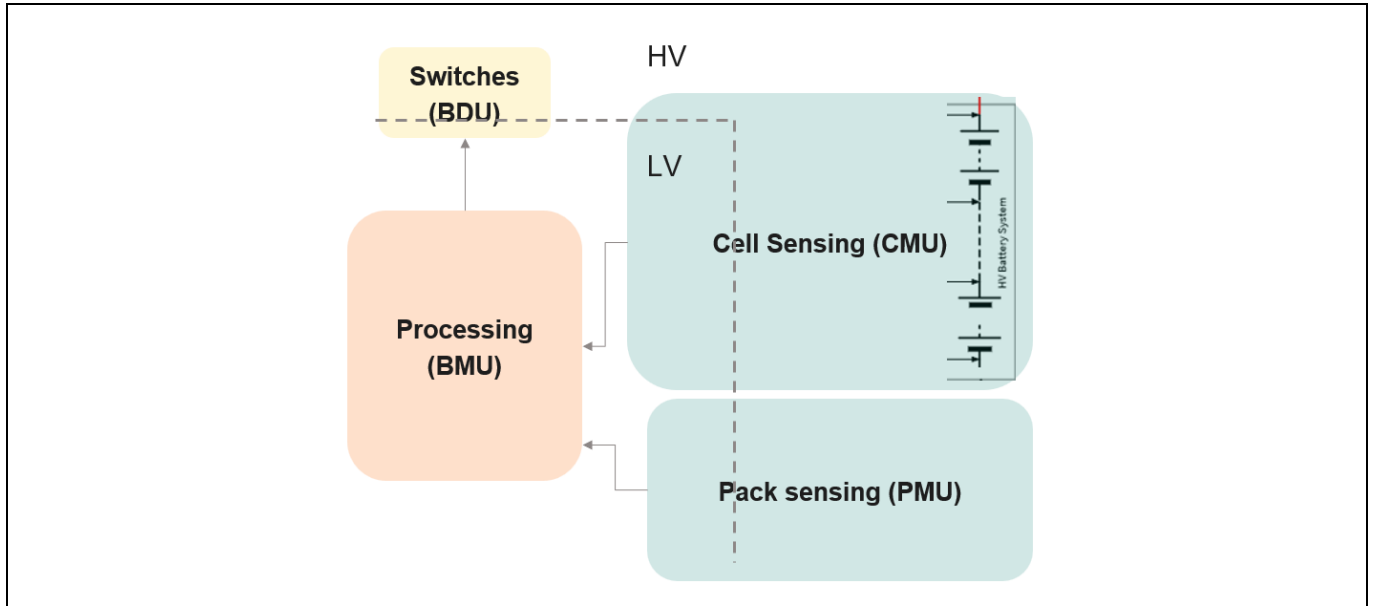 Switches
(BDU)
HV
LV
Cell Sensing (CMU)
HV Battery System
Processing
(BMU)
Pack sensing (PMU)